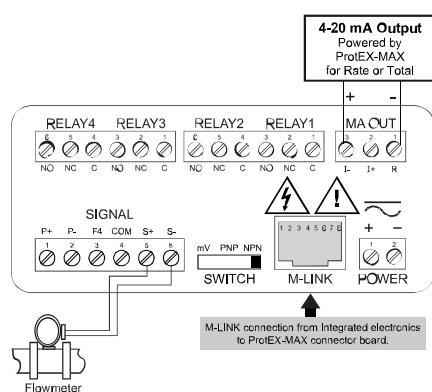 4-20 mA Output
Powered by
ProtEX-MAX
for Rate or Total
+ -
RELAY4 RELAY3 RELAY2 RELAY1 MA OUT
6 5 4 3 2 1 6 5 4 3 2 1 3 2 1
NO NC C NO NC C NO NC C NO NC C I- I+ R
SIGNAL
P+ P- F4 COM S+ S-
1 2 3 4 5 6
mV PNP NPN
SWITCH
1 2 3 4 5 6 7 8
M-LINK
+ -
1 2
POWER
M-LINK connection from Integrated electronics
to ProtEX-MAX connector board.
Flowmeter